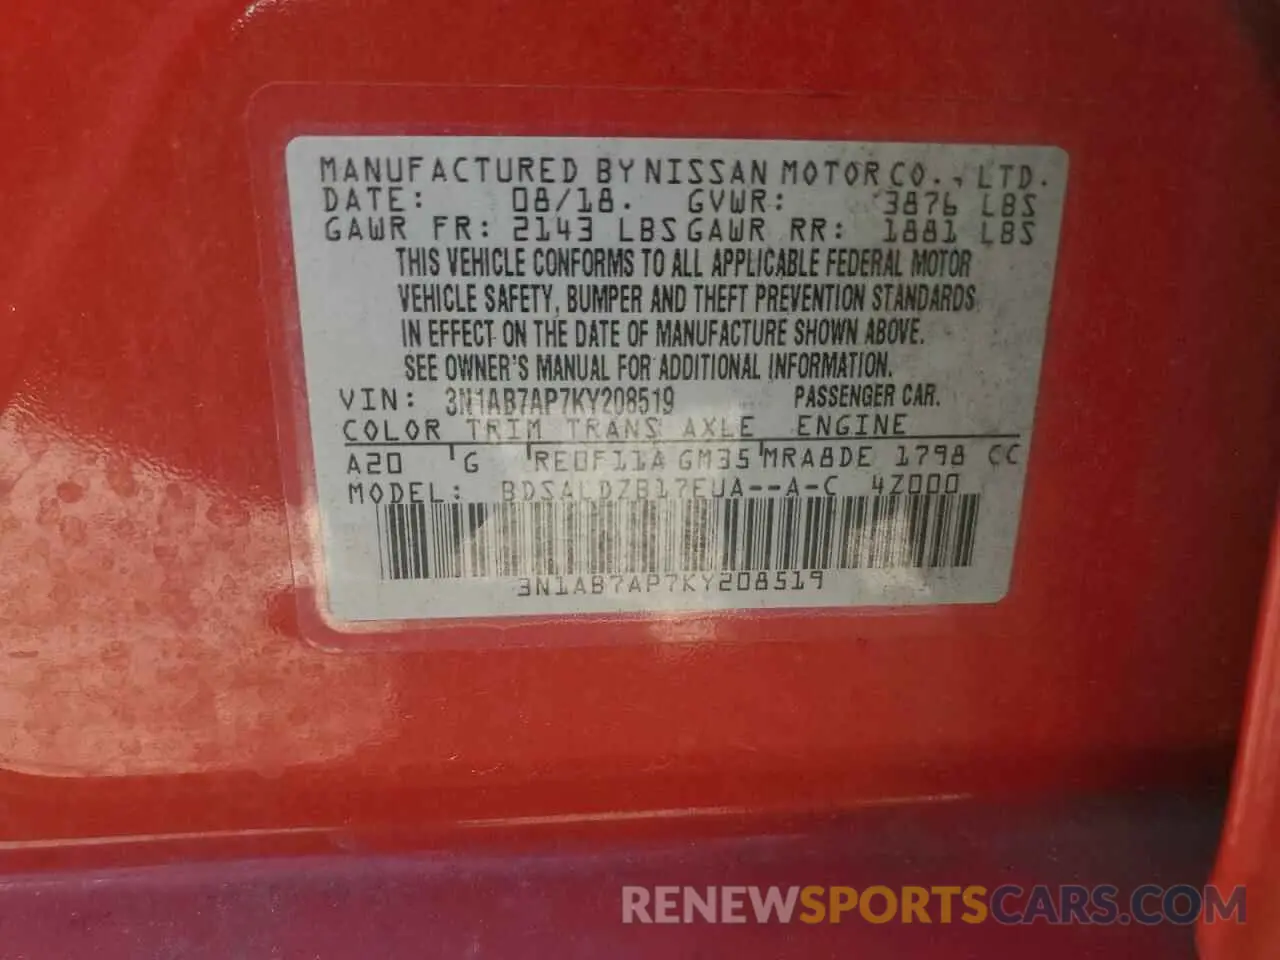 MANUFACTURED BY NISSAN MOTOR CO., LTD.
DATE: 08/18. GVWR: 3876 LBS
GAWR FR: 2143 LBS GAWR RR: 1881 LBS
THIS VEHICLE CONFORMS TO ALL APPLICABLE FEDERAL MOTOR
VEHICLE SAFETY, BUMPER AND THEFT PREVENTION STANDARDS
IN EFFECT ON THE DATE OF MANUFACTURE SHOWN ABOVE.
SEE OWNER'S MANUAL FOR ADDITIONAL INFORMATION.
VIN: 3N1AB7AP7KY208519 PASSENGER CAR.
COLOR TRIM TRANS AXLE ENGINE
A20 G RE0F11A GM35 MRA8DE 1798 CC
MODEL: BDSALDZB17EUA--A-C 4Z000
3N1AB7AP7KY208519
RENEWSPORTSCARS.COM